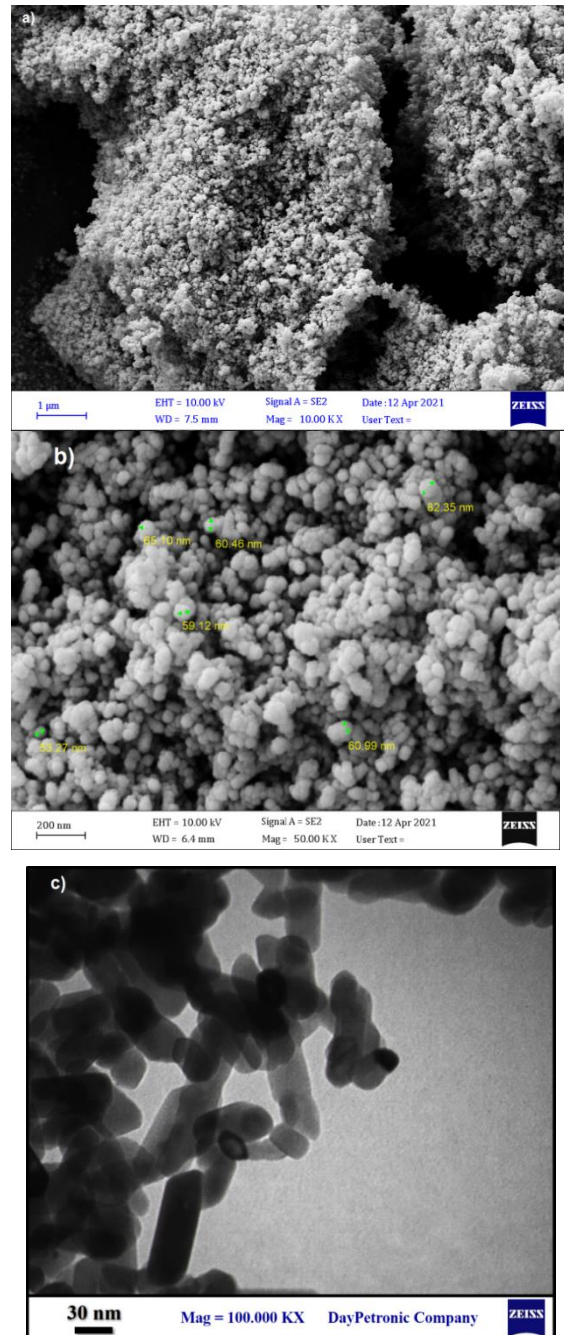 a)
1 µm
EHT = 10.00 kV Signal A = SE2 Date :12 Apr 2021
WD = 7.5 mm Mag = 10.00 K X User Text =
ZEISS
b)
62.35 nm
65.10 nm 60.46 nm
59.12 nm
53.27 nm 60.99 nm
200 nm
EHT = 10.00 kV Signal A = SE2 Date :12 Apr 2021
WD = 6.4 mm Mag = 50.00 K X User Text =
ZEISS
c)
30 nm Mag = 100.000 KX DayPetronic Company ZEISS